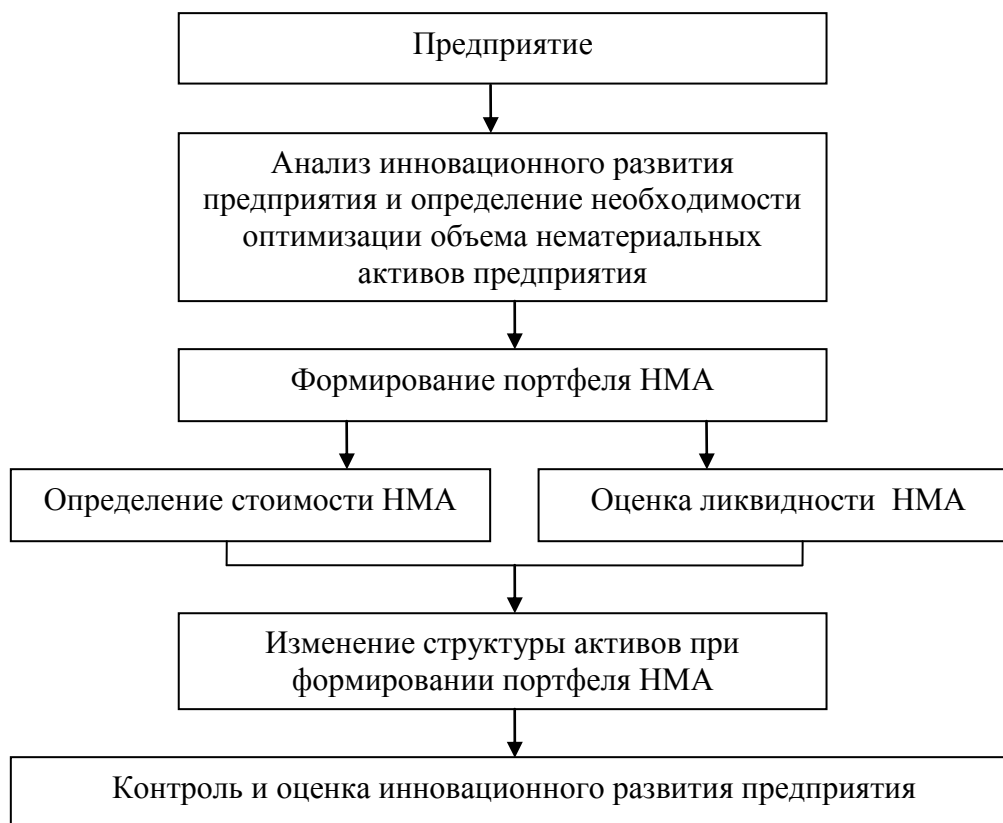 Предприятие
Анализ инновационного развития
предприятия и определение необходимости
оптимизации объема нематериальных
активов предприятия
Формирование портфеля НМА
Определение стоимости НМА
Оценка ликвидности НМА
Изменение структуры активов при
формировании портфеля НМА
Контроль и оценка инновационного развития предприятия